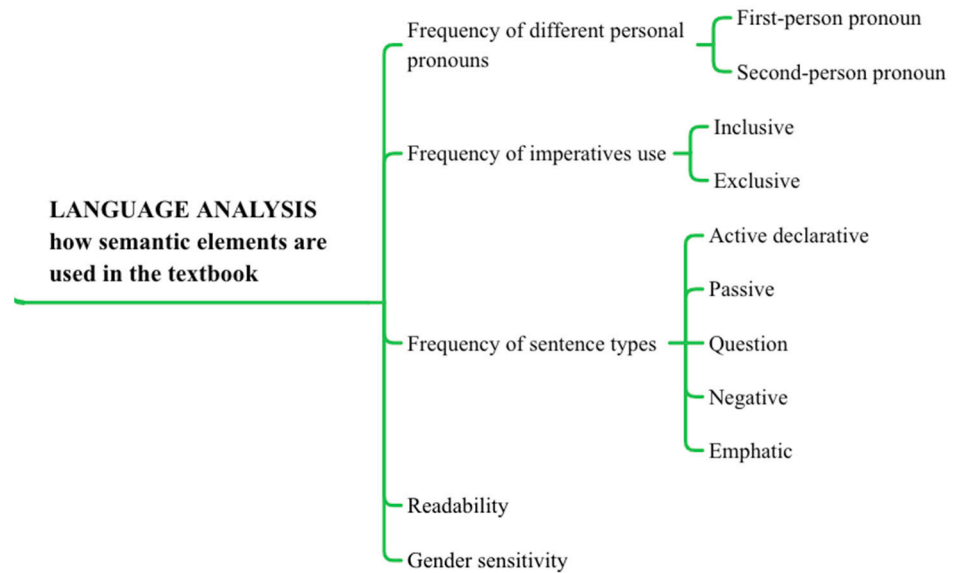 LANGUAGE ANALYSIS
how semantic elements are
used in the textbook
Frequency of different personal
pronouns
First-person pronoun
Second-person pronoun
Frequency of imperatives use
Inclusive
Exclusive
Frequency of sentence types
Active declarative
Passive
Question
Negative
Emphatic
Readability
Gender sensitivity